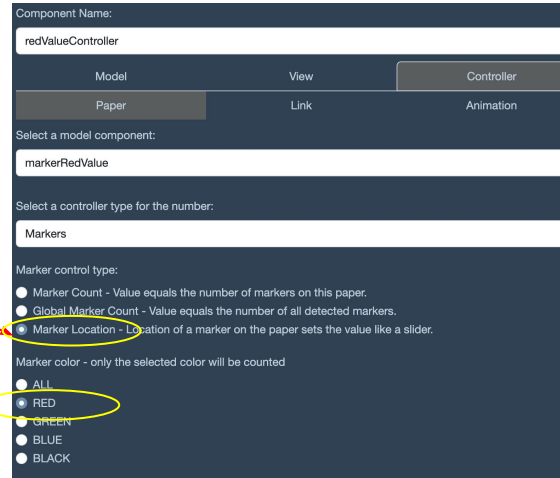 Component Name:
redValueController
Model View Controller
Paper Link Animation
Select a model component:
markerRedValue
Select a controller type for the number:
Markers
Marker control type:
Marker Count - Value equals the number of markers on this paper.
Global Marker Count - Value equals the number of all detected markers.
Marker Location - Location of a marker on the paper sets the value like a slider.
Marker color - only the selected color will be counted
ALL
RED
GREEN
BLUE
BLACK